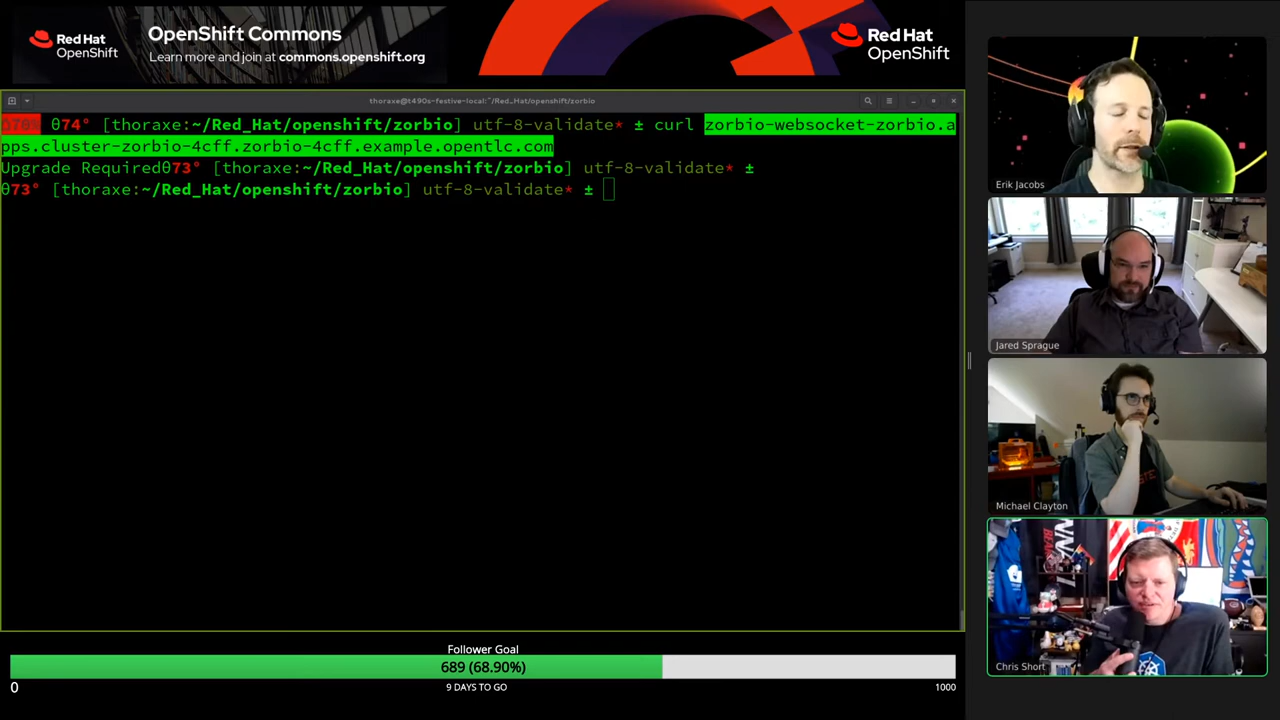 Red Hat
OpenShift
OpenShift Commons
Learn more and join at commons.openshift.org
Red Hat
OpenShift
thoraxe@t490s-festive-local:~/Red_Hat/openshift/zorbio
θ74° [thoraxe:~/Red_Hat/openshift/zorbio] utf-8-validate* ± curl zorbio-websocket-zorbio.a
pps.cluster-zorbio-4cff.zorbio-4cff.example.opentlc.com
Upgrade Requiredθ73° [thoraxe:~/Red_Hat/openshift/zorbio] utf-8-validate* ±
θ73° [thoraxe:~/Red_Hat/openshift/zorbio] utf-8-validate* ±
Erik Jacobs
Jared Sprague
Michael Clayton
Chris Short
Follower Goal
689 (68.90%)
0
9 DAYS TO GO
1000